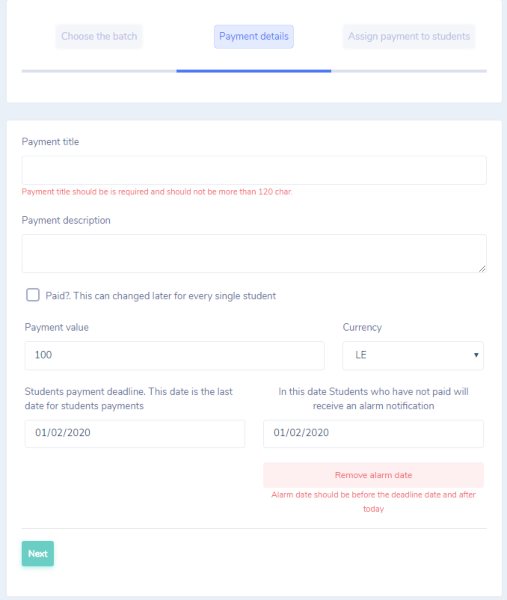 Choose the batch
Payment details
Assign payment to students
Payment title
Payment title should be is required and should not be more than 120 char.
Payment description
Paid?. This can changed later for every single student
Payment value
Currency
100
LE
Students payment deadline. This date is the last
date for students payments
In this date Students who have not paid will
receive an alarm notification
01/02/2020
01/02/2020
Remove alarm date
Alarm date should be before the deadline date and after
today
Next